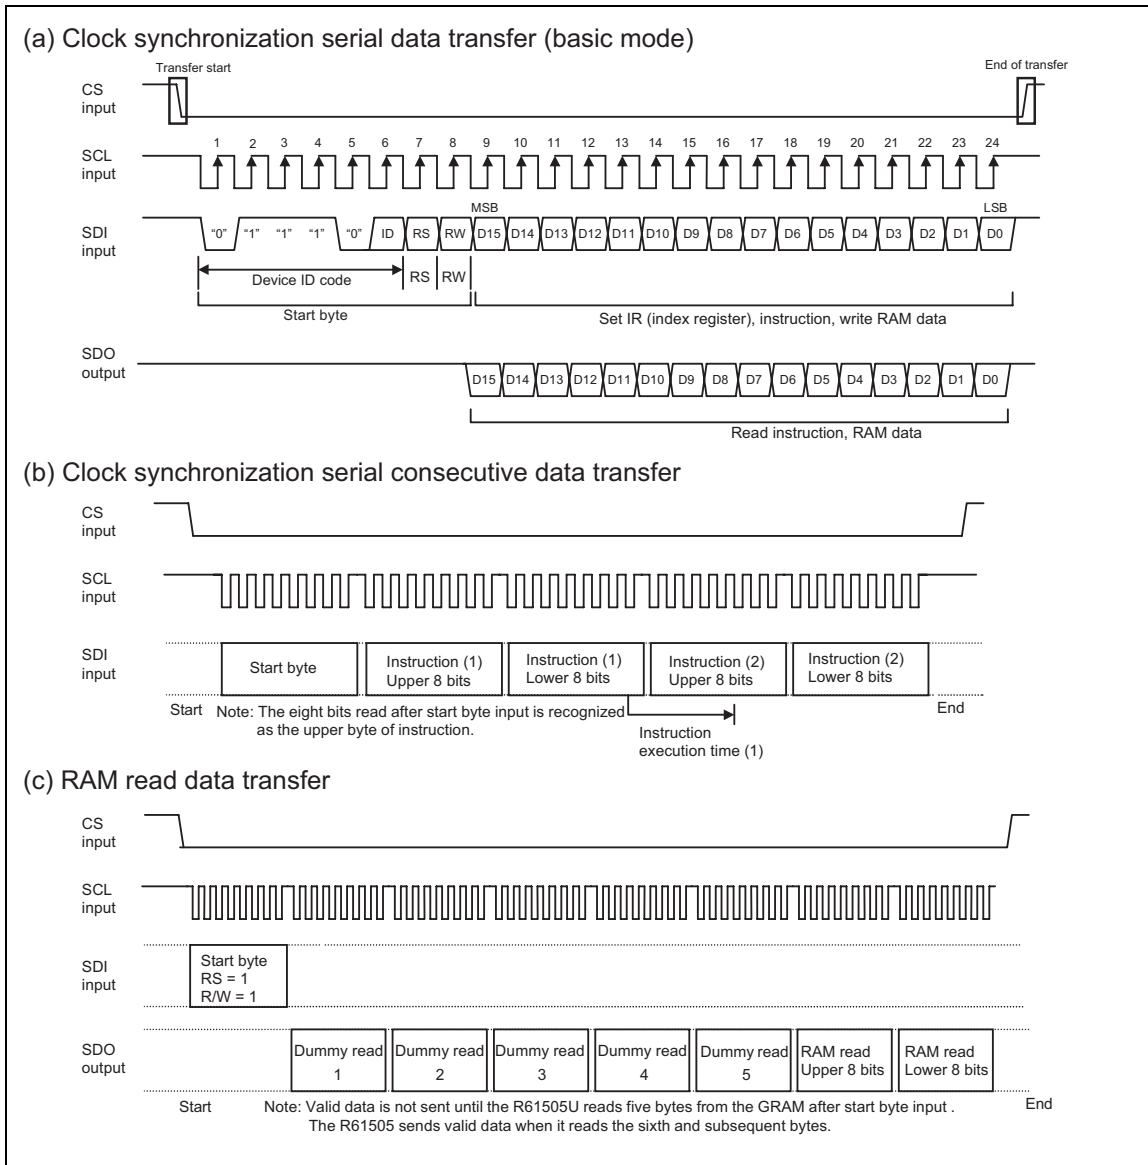 (a) Clock synchronization serial data transfer (basic mode)
Transfer start
End of transfer
CS
input
1 2 3 4 5 6 7 8 9 10 11 12 13 14 15 16 17 18 19 20 21 22 23 24
SCL
input
MSB
LSB
SDI
input
“0” “1” “1” “1” “0” ID RS RW D15 D14 D13 D12 D11 D10 D9 D8 D7 D6 D5 D4 D3 D2 D1 D0
Device ID code
RS
RW
Start byte
Set IR (index register), instruction, write RAM data
SDO
output
D15 D14 D13 D12 D11 D10 D9 D8 D7 D6 D5 D4 D3 D2 D1 D0
Read instruction, RAM data
(b) Clock synchronization serial consecutive data transfer
CS
input
SCL
input
SDI
input
Start byte
Instruction (1)
Upper 8 bits
Instruction (1)
Lower 8 bits
Instruction (2)
Upper 8 bits
Instruction (2)
Lower 8 bits
Start
Note: The eight bits read after start byte input is recognized
as the upper byte of instruction.
End
Instruction
execution time (1)
(c) RAM read data transfer
CS
input
SCL
input
SDI
input
Start byte
RS = 1
R/W = 1
SDO
output
Dummy read
1
Dummy read
2
Dummy read
3
Dummy read
4
Dummy read
5
RAM read
Upper 8 bits
RAM read
Lower 8 bits
Start
Note: Valid data is not sent until the R61505U reads five bytes from the GRAM after start byte input .
The R61505 sends valid data when it reads the sixth and subsequent bytes.
End